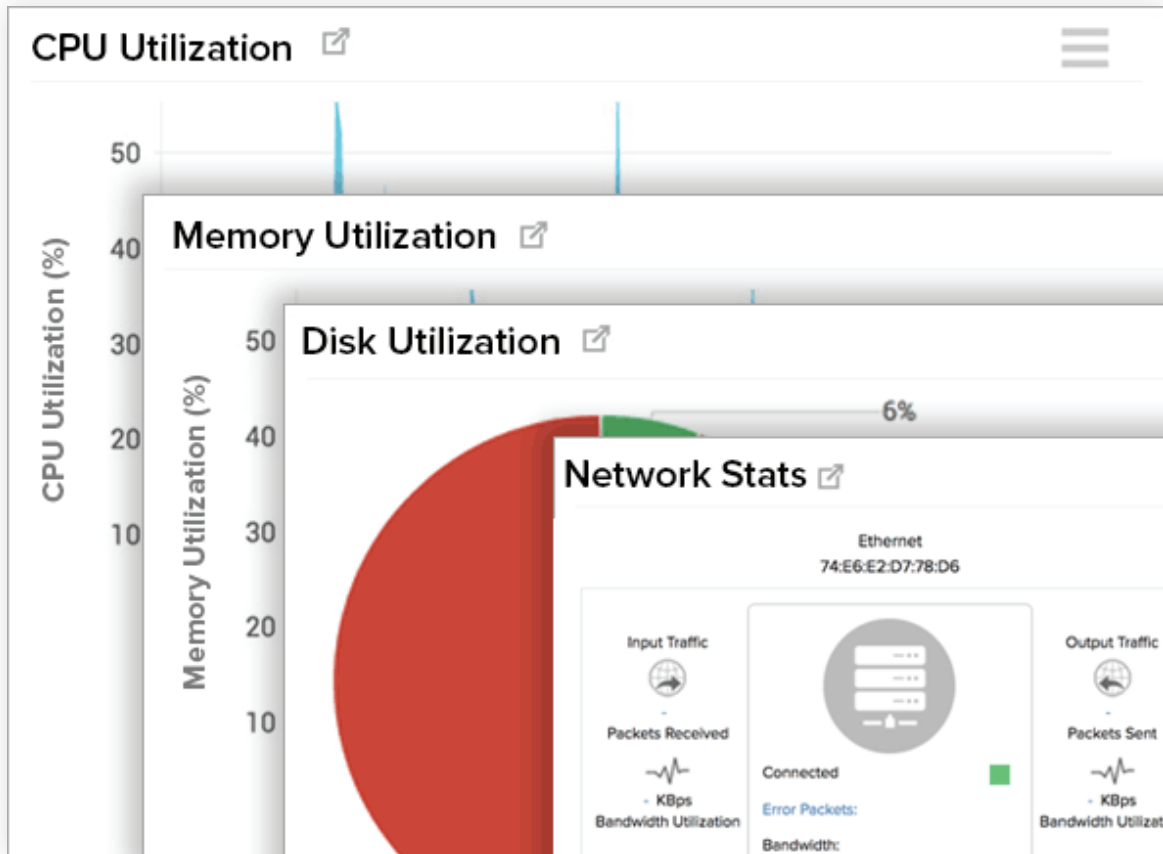 CPU Utilization
50
40
30
20
10
CPU Utilization (%)
Memory Utilization
50
40
30
20
10
Memory Utilization (%)
Disk Utilization
6%
Network Stats
Ethernet
74:E6:E2:D7:78:D6
Input Traffic
-
Packets Received
- KBps
Bandwidth Utilization
Connected
Error Packets:
Bandwidth:
Output Traffic
-
Packets Sent
- KBps
Bandwidth Utilizat